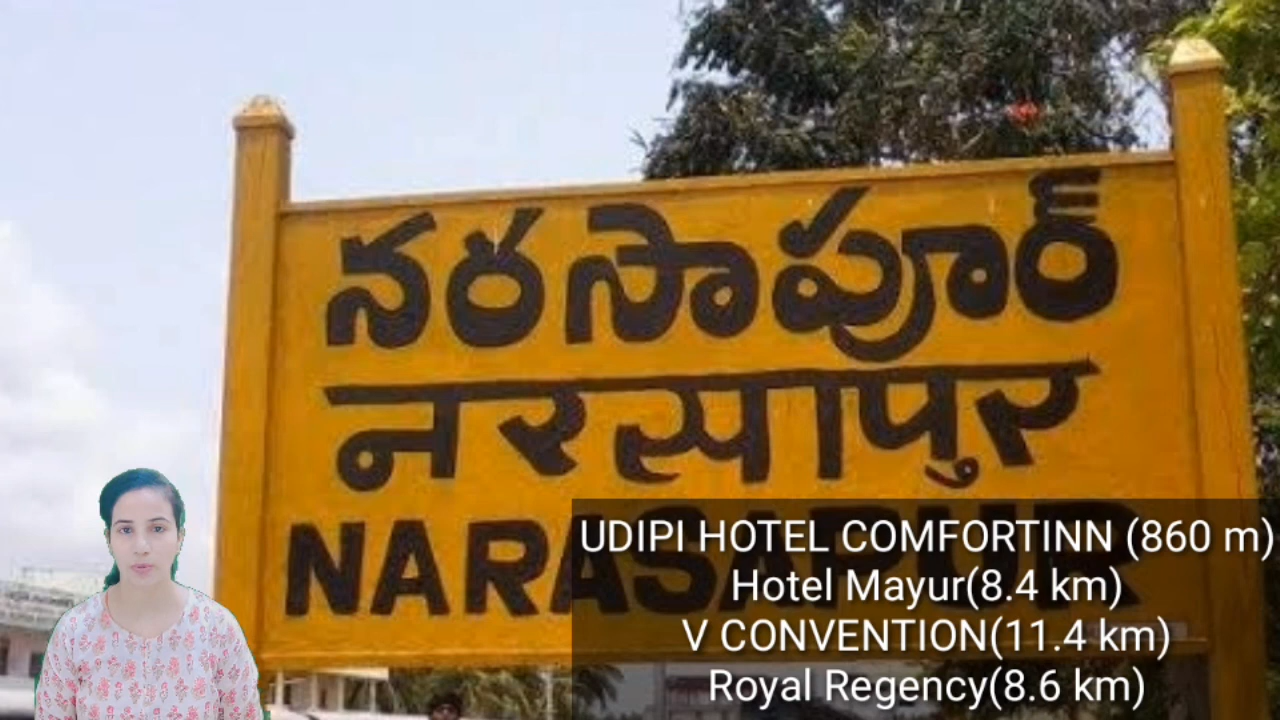 నరసాపూర్
नरसापुर
NARASAPUR
UDIPI HOTEL COMFORTINN (860 m)
Hotel Mayur(8.4 km)
V CONVENTION(11.4 km)
Royal Regency(8.6 km)